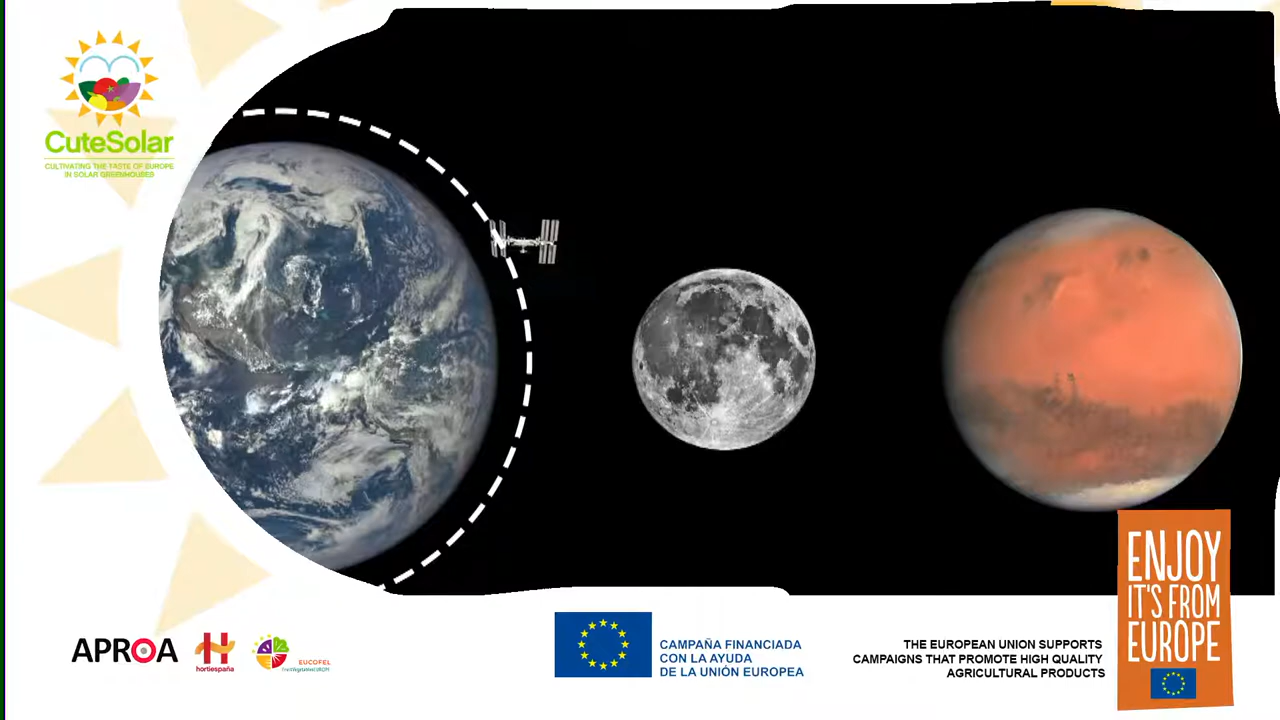 CuteSolar
CULTIVATING THE TASTE OF EUROPE
IN SOLAR GREENHOUSES
APROA
hortiespaña
EUCOFEL
CAMPAÑA FINANCIADA
CON LA AYUDA
DE LA UNIÓN EUROPEA
THE EUROPEAN UNION SUPPORTS
CAMPAIGNS THAT PROMOTE HIGH QUALITY
AGRICULTURAL PRODUCTS
ENJOY
IT'S FROM
EUROPE